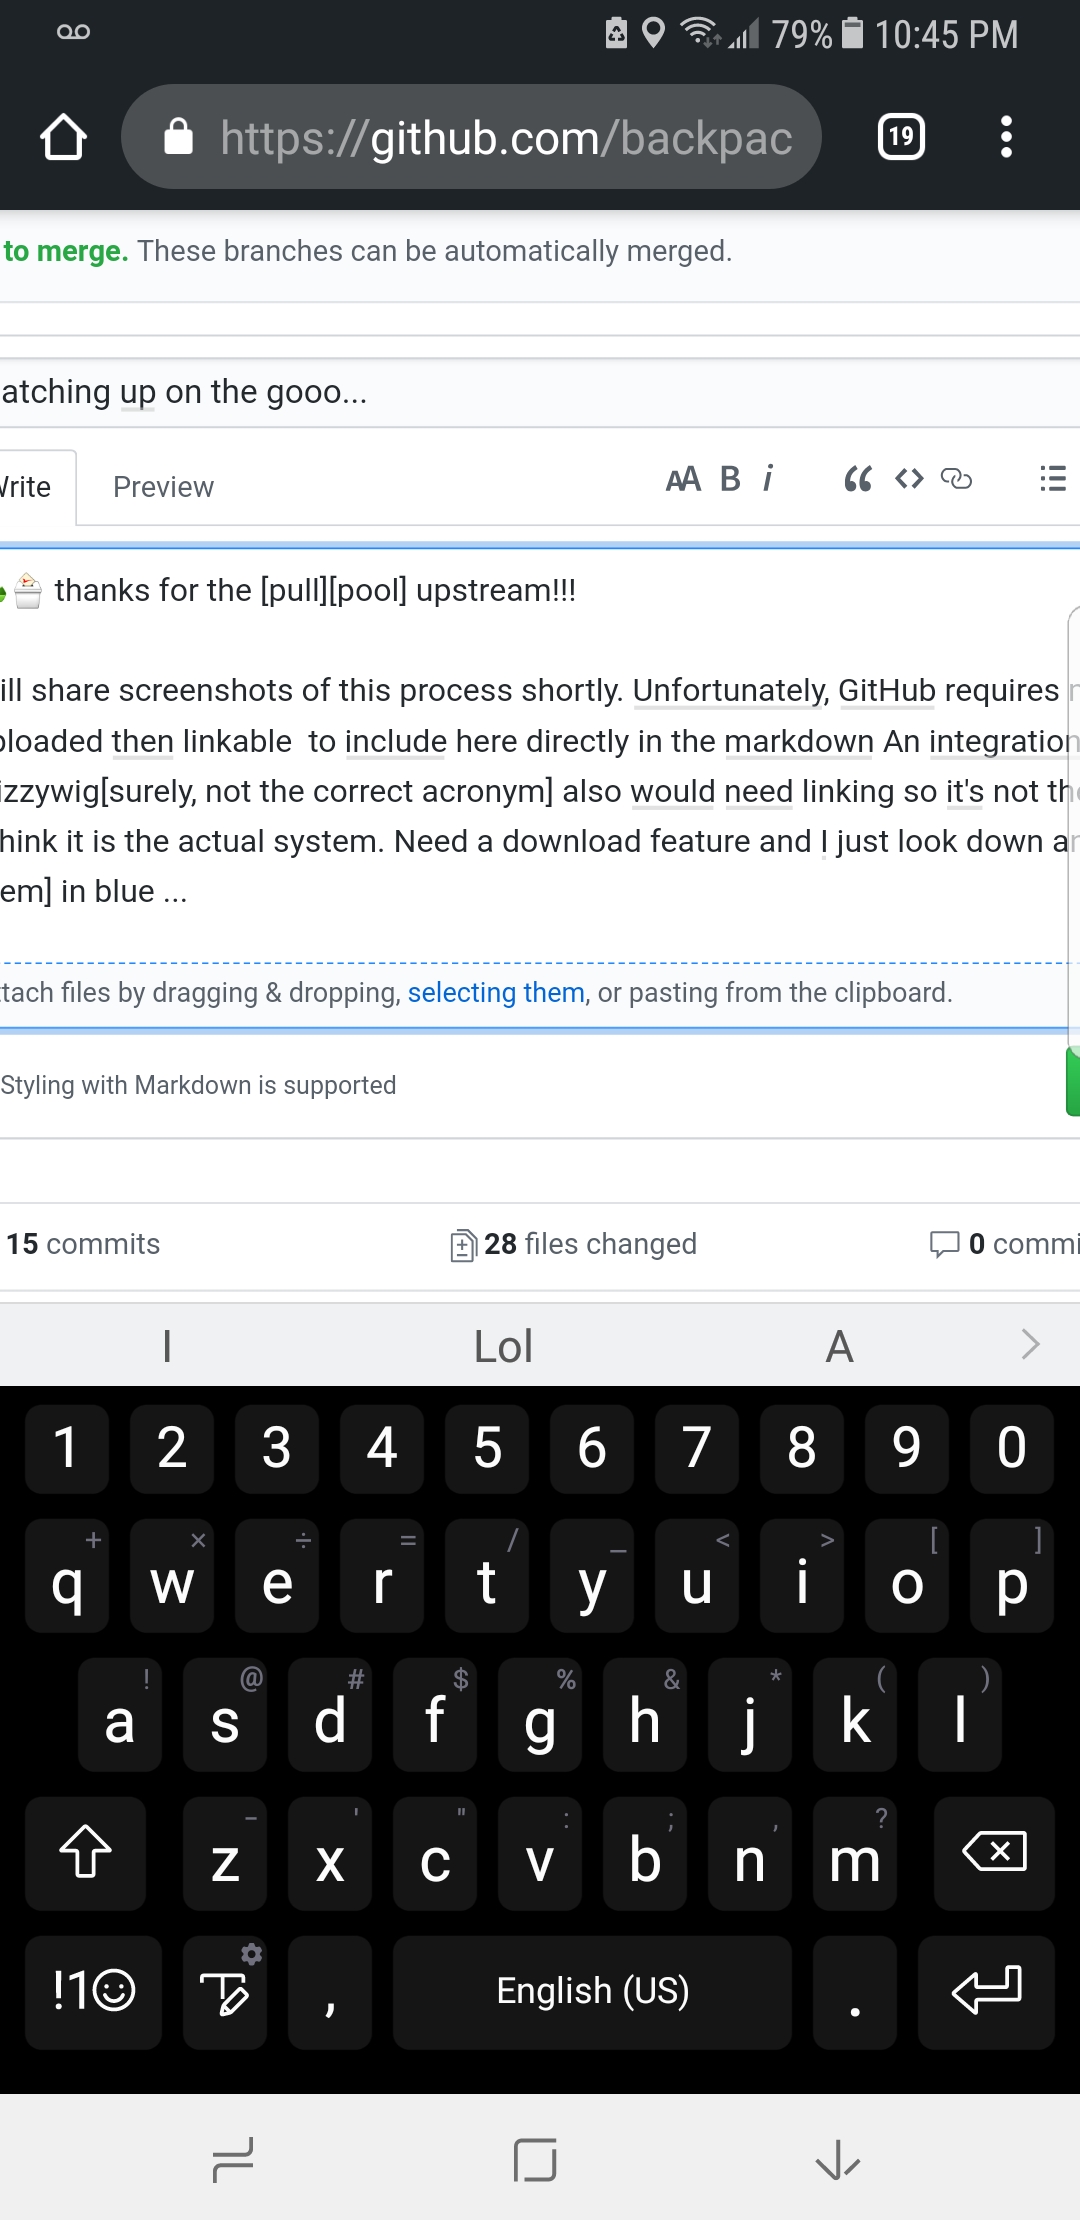 79% 10:45 PM
https://github.com/backpac
19
to merge. These branches can be automatically merged.
atching up on the gooo...
Write Preview AA B i
thanks for the [pull][pool] upstream!!!
ill share screenshots of this process shortly. Unfortunately, GitHub requires
ploaded then linkable to include here directly in the markdown An integration
izzywig[surely, not the correct acronym] also would need linking so it's not the
hink it is the actual system. Need a download feature and I just look down an
em] in blue ...
ttach files by dragging & dropping, selecting them, or pasting from the clipboard.
Styling with Markdown is supported
15 commits 28 files changed 0 commi
I Lol A
1 2 3 4 5 6 7 8 9 0
+ × ÷ = / _ < > [ ]
q w e r t y u i o p
! @ # $ % & * ( )
a s d f g h j k l
- ' " : ; , ?
z x c v b n m
!1☺ T , English (US) .